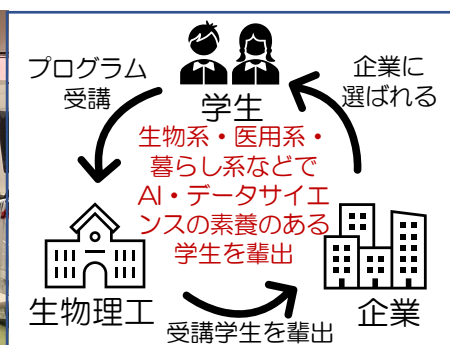 プログラム
受講
企業に
選ばれる
学生
生物系・医用系・
暮らし系などで
AI・データサイエ
ンスの素養のある
学生を輩出
生物理工
企業
受講学生を輩出